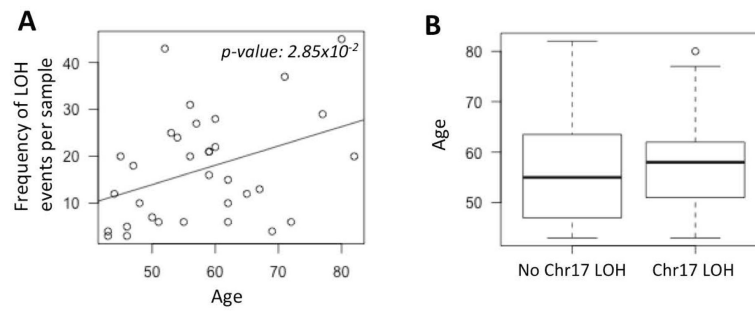 A
p-value: 2.85x10-2
Frequency of LOH
events per sample
40
30
20
10
50
60
70
80
Age
B
Age
80
70
60
50
No Chr17 LOH
Chr17 LOH